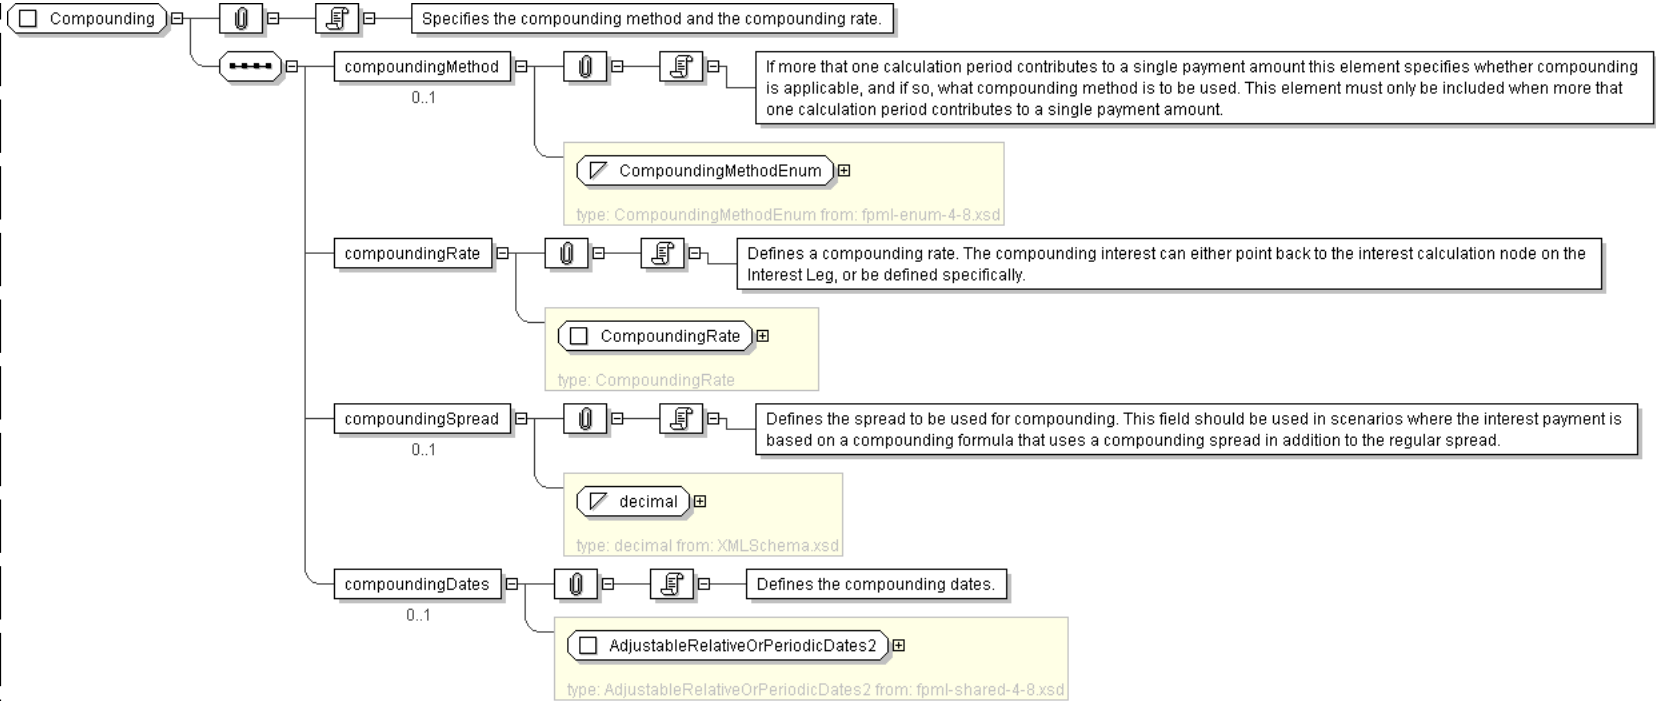 Compounding
Specifies the compounding method and the compounding rate.
compoundingMethod
0..1
If more that one calculation period contributes to a single payment amount this element specifies whether compounding
is applicable, and if so, what compounding method is to be used. This element must only be included when more that
one calculation period contributes to a single payment amount.
CompoundingMethodEnum
type: CompoundingMethodEnum from: fpml-enum-4-8.xsd
compoundingRate
Defines a compounding rate. The compounding interest can either point back to the interest calculation node on the
Interest Leg, or be defined specifically.
CompoundingRate
type: CompoundingRate
compoundingSpread
0..1
Defines the spread to be used for compounding. This field should be used in scenarios where the interest payment is
based on a compounding formula that uses a compounding spread in addition to the regular spread.
decimal
type: decimal from: XMLSchema.xsd
compoundingDates
0..1
Defines the compounding dates.
AdjustableRelativeOrPeriodicDates2
type: AdjustableRelativeOrPeriodicDates2 from: fpml-shared-4-8.xsd